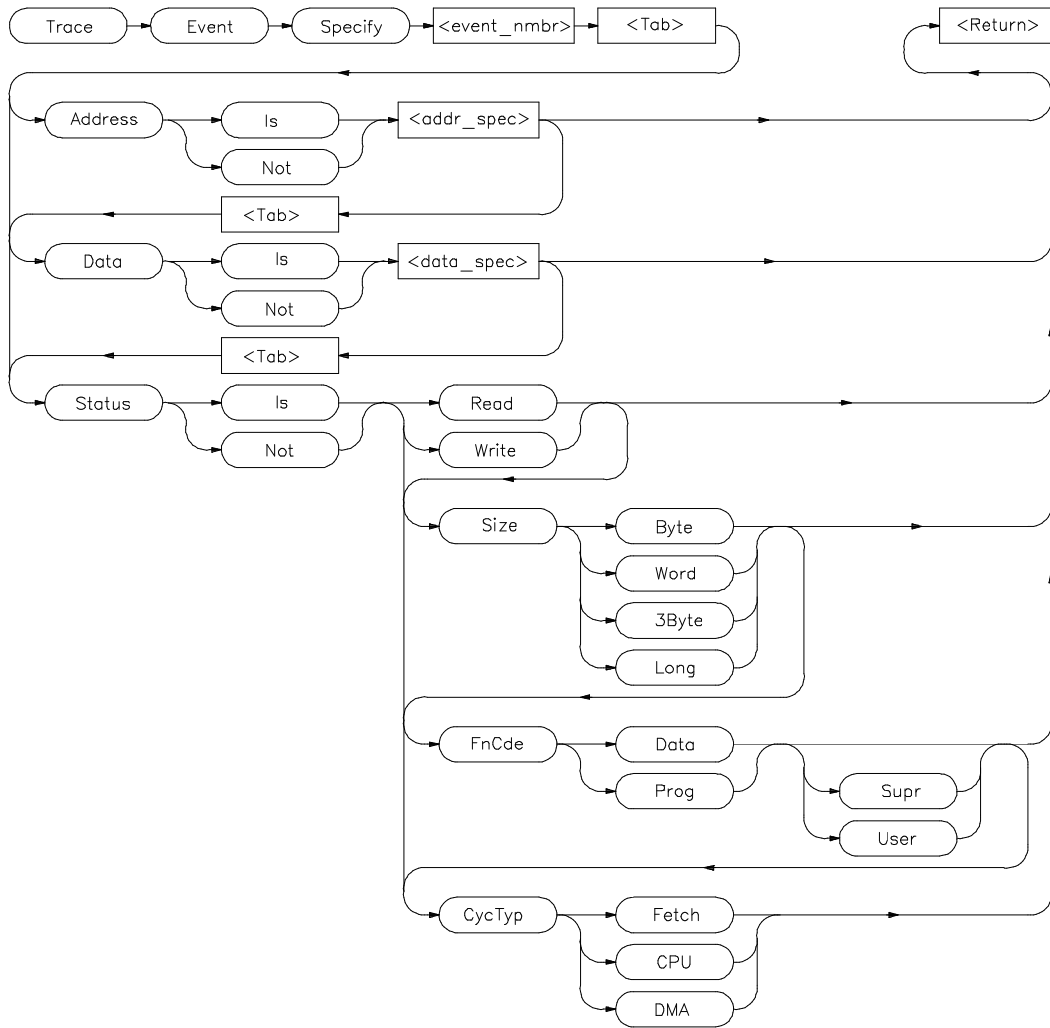 Trace Event Specify <event_nmbr> <Tab> <Return>
Address Is <addr_spec>
Not
<Tab>
Data Is <data_spec>
Not
<Tab>
Status Is Read
Not Write
Size Byte
Word
3Byte
Long
FnCde Data
Prog Supr
User
CycTyp Fetch
CPU
DMA